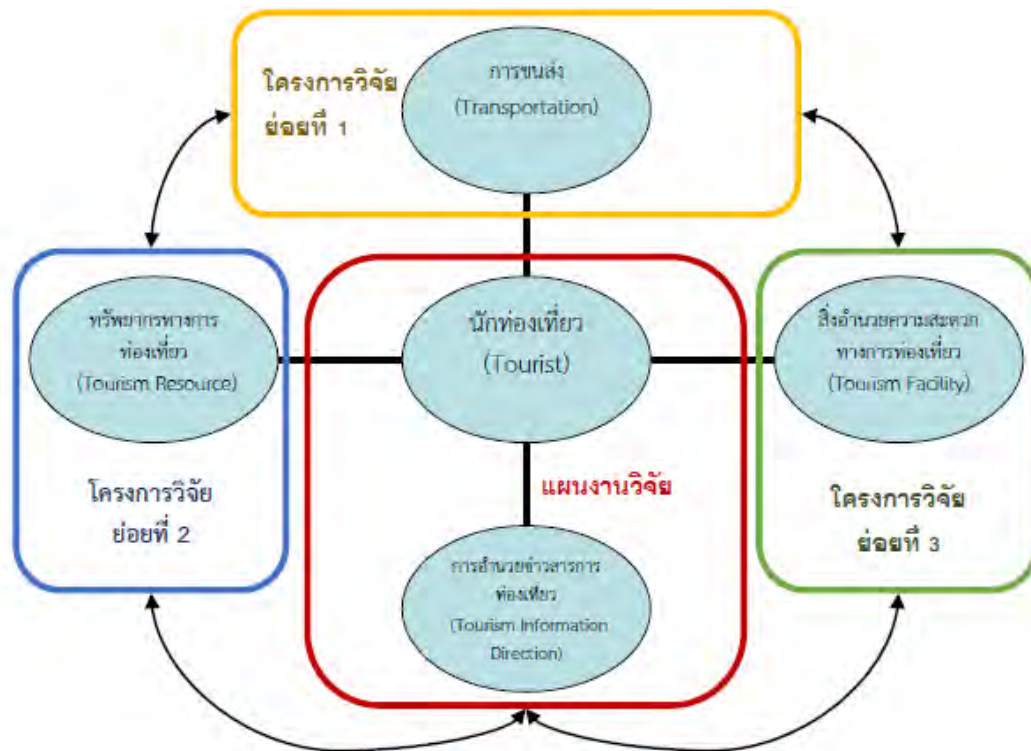 โครงการวิจัย
ย่อยที่ 1
การขนส่ง
(Transportation)
ทรัพยากรทางการ
ท่องเที่ยว
(Tourism Resource)
โครงการวิจัย
ย่อยที่ 2
นักท่องเที่ยว
(Tourist)
แผนงานวิจัย
การอำนวยข่าวสารการ
ท่องเที่ยว
(Tourism Information
Direction)
สิ่งอำนวยความสะดวก
ทางการท่องเที่ยว
(Tourism Facility)
โครงการวิจัย
ย่อยที่ 3